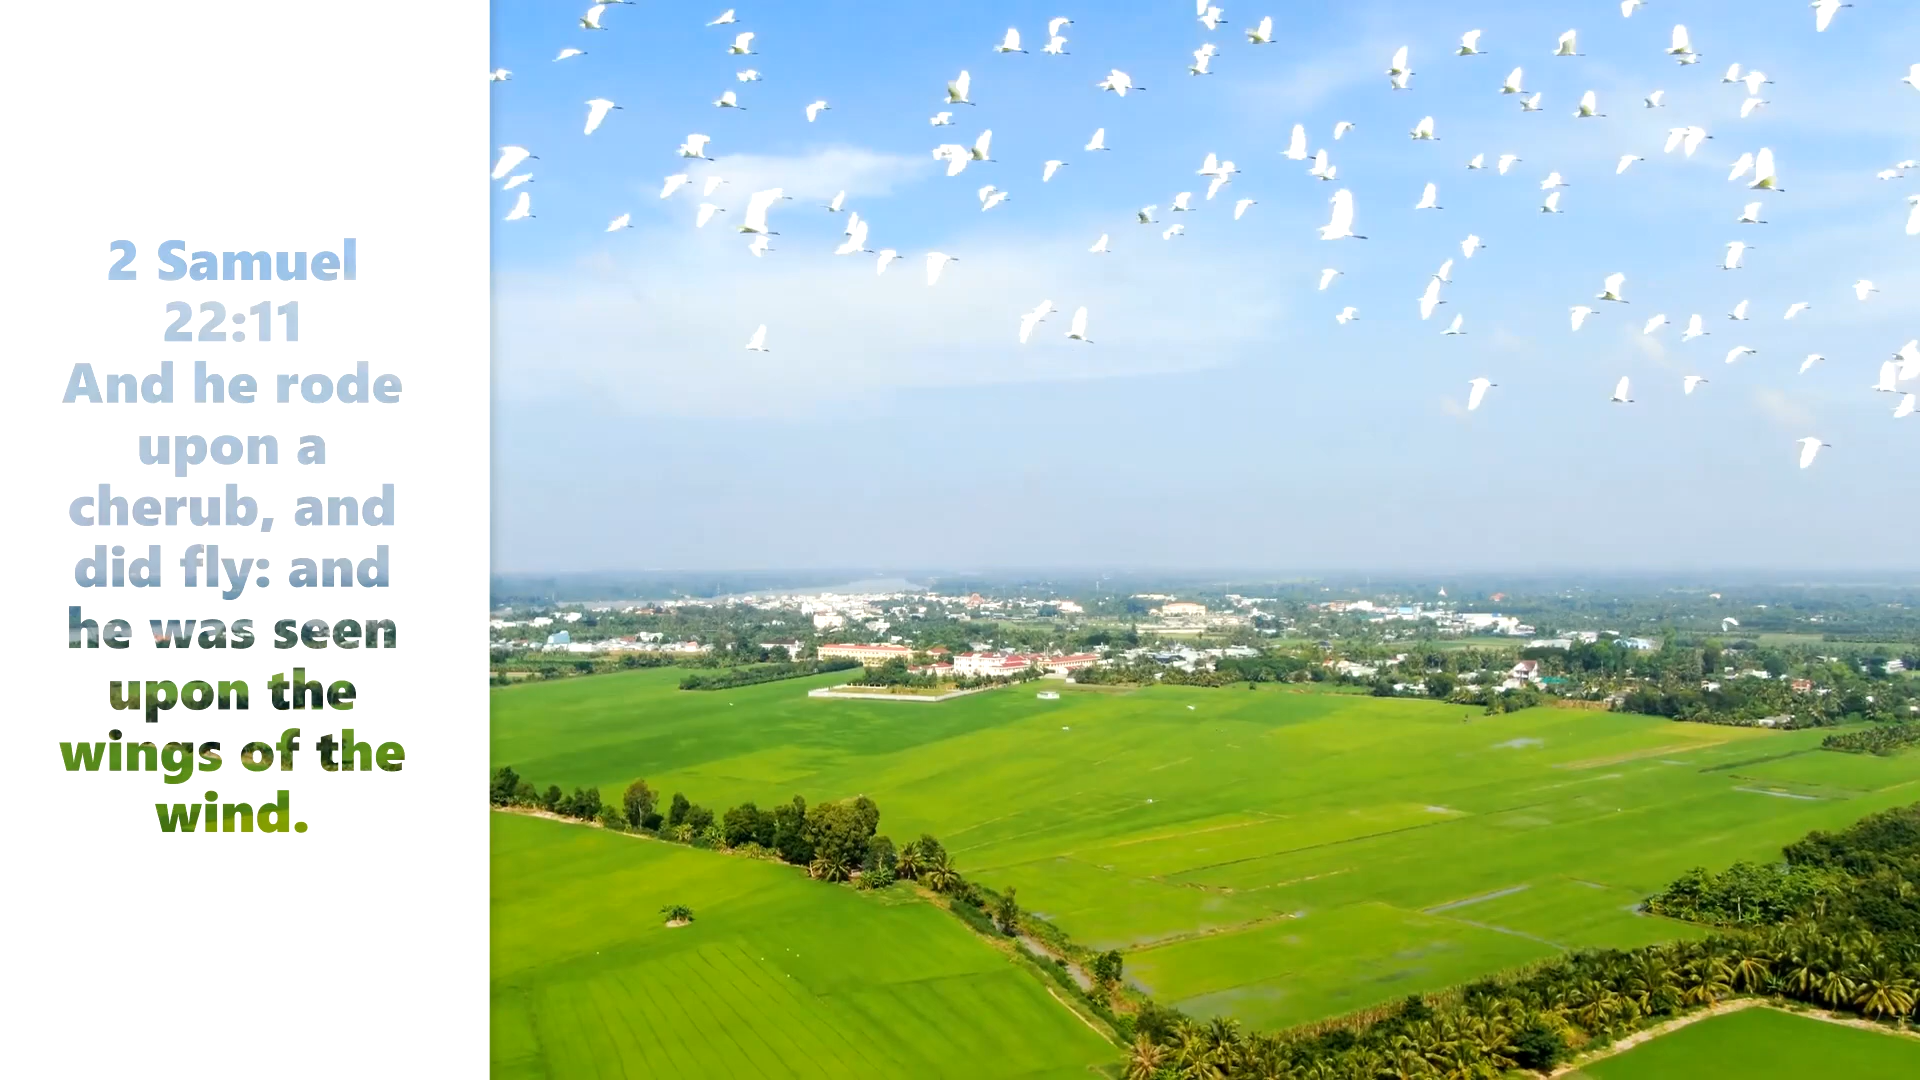 2 Samuel
22:11
And he rode
upon a
cherub, and
did fly: and
he was seen
upon the
wings of the
wind.